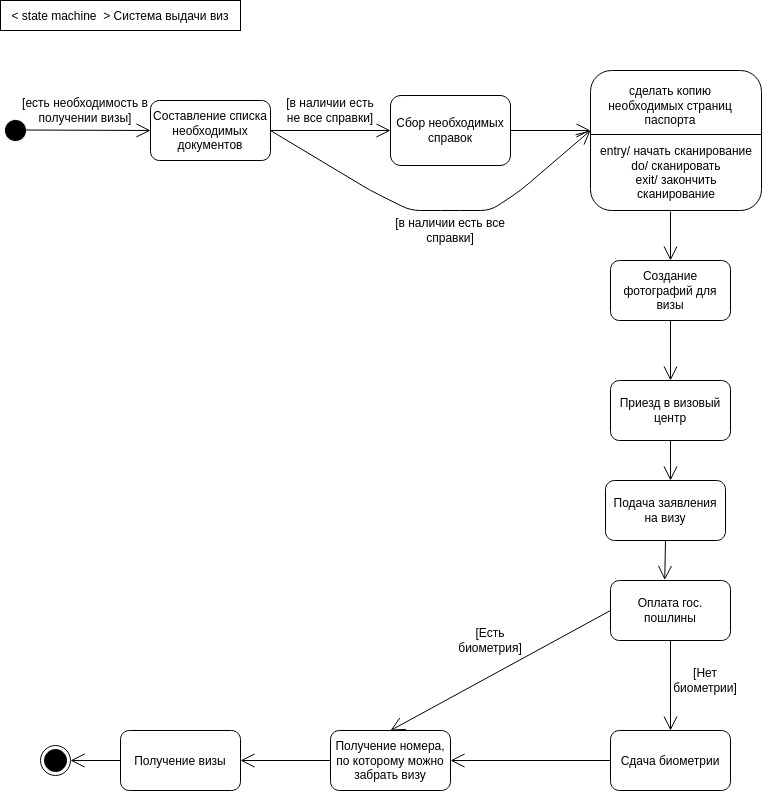 < state machine  > Система выдачи виз
[есть необходимость в
получении визы]
Составление списка
необходимых
документов
[в наличии есть
не все справки]
Сбор необходимых
справок
[в наличии есть все
справки]
сделать копию
необходимых страниц
паспорта
entry/ начать сканирование
do/ сканировать
exit/ закончить
сканирование
Создание
фотографий для
визы
Приезд в визовый
центр
Подача заявления
на визу
Оплата гос.
пошлины
[Есть
биометрия]
[Нет
биометрии]
Сдача биометрии
Получение номера,
по которому можно
забрать визу
Получение визы